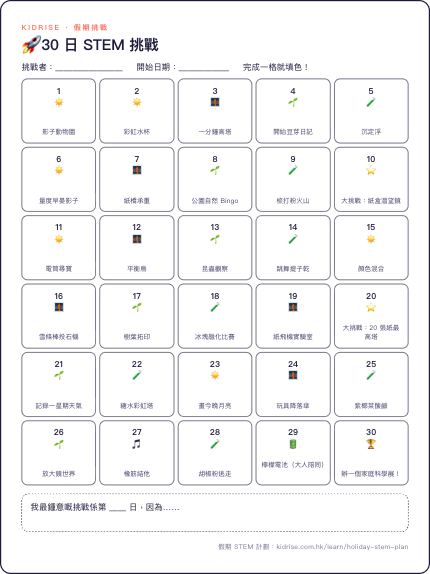 KIDRISE · 假期挑戰
🚀30 日 STEM 挑戰
挑戰者：______________ 開始日期：__________ 完成一格就填色！
1 2 3 4 5
影子動物園 彩虹水杯 一分鐘高塔 開始豆芽日記 沉定浮
6 7 8 9 10
量度早晏影子 紙橋承重 公園自然 Bingo 梳打粉火山 大挑戰：紙盒潛望鏡
11 12 13 14 15
電筒尋寶 平衡鳥 昆蟲觀察 跳舞提子乾 顏色混合
16 17 18 19 20
雪條棒投石機 樹葉拓印 冰塊融化比賽 紙飛機實驗室 大挑戰：20 張紙最
高塔
21 22 23 24 25
記錄一星期天氣 糖水彩虹塔 畫今晚月亮 玩具降落傘 紫椰菜酸鹼
26 27 28 29 30
放大鏡世界 橡筋結他 胡椒粉逃走 檸檬電池（大人陪同） 辦一個家庭科學展！
我最鍾意嘅挑戰係第 ____ 日，因為……
假期 STEM 計劃：kidrise.com.hk/learn/holiday-stem-plan